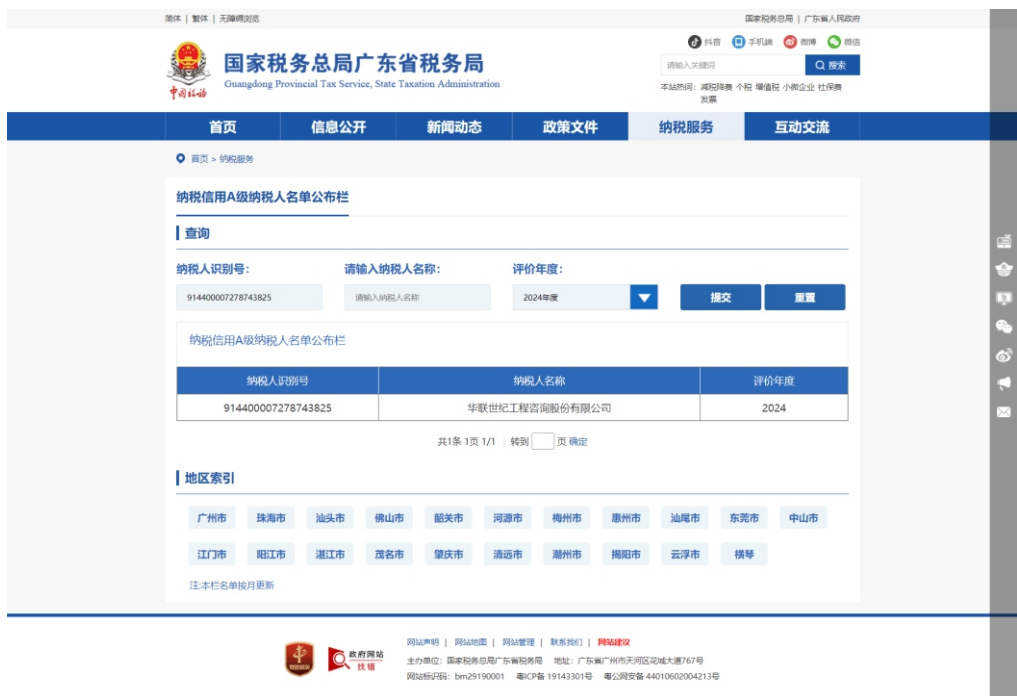 简体 | 繁体 | 无障碍浏览
国家税务总局 | 广东省人民政府
中国税务
国家税务总局广东省税务局
Guangdong Provincial Tax Service, State Taxation Administration
抖音 手机端 微博 微信
请输入关键词 搜索
本站热词: 减税降费 个税 增值税 小微企业 社保费
发票
首页 信息公开 新闻动态 政策文件 纳税服务 互动交流
首页 > 纳税服务
纳税信用A级纳税人名单公布栏
查询
纳税人识别号: 请输入纳税人名称: 评价年度:
914400007278743825 请输入纳税人名称 2024年度 提交 重置
纳税信用A级纳税人名单公布栏
纳税人识别号 纳税人名称 评价年度
914400007278743825 华联世纪工程咨询股份有限公司 2024
共1条 1页 1/1 转到 页 确定
地区索引
广州市 珠海市 汕头市 佛山市 韶关市 河源市 梅州市 惠州市 汕尾市 东莞市 中山市
江门市 阳江市 湛江市 茂名市 肇庆市 清远市 潮州市 揭阳市 云浮市 横琴
注:本栏名单按月更新
网站声明 | 网站地图 | 网站管理 | 联系我们 | 网站建议
政府网站
找错
主办单位: 国家税务总局广东省税务局 地址: 广东省广州市天河区花城大道767号
网站标识码: bm29190001 粤ICP备 19143301号 粤公网安备 44010602004213号